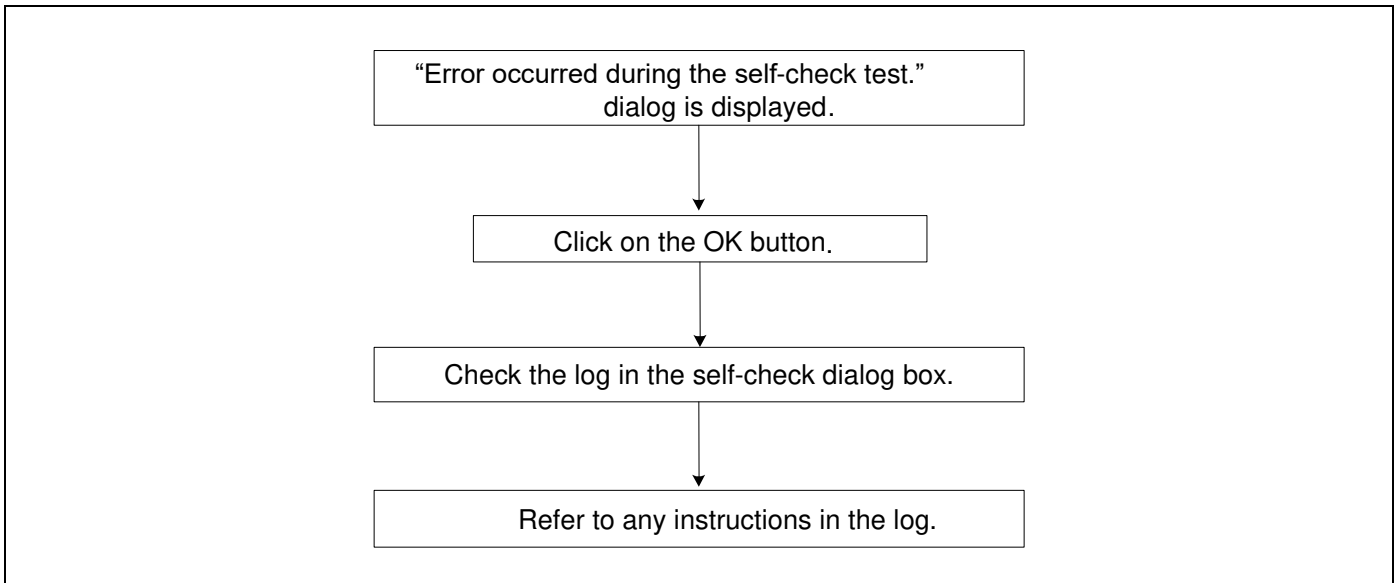 “Error occurred during the self-check test.”
dialog is displayed.
Click on the OK button.
Check the log in the self-check dialog box.
Refer to any instructions in the log.